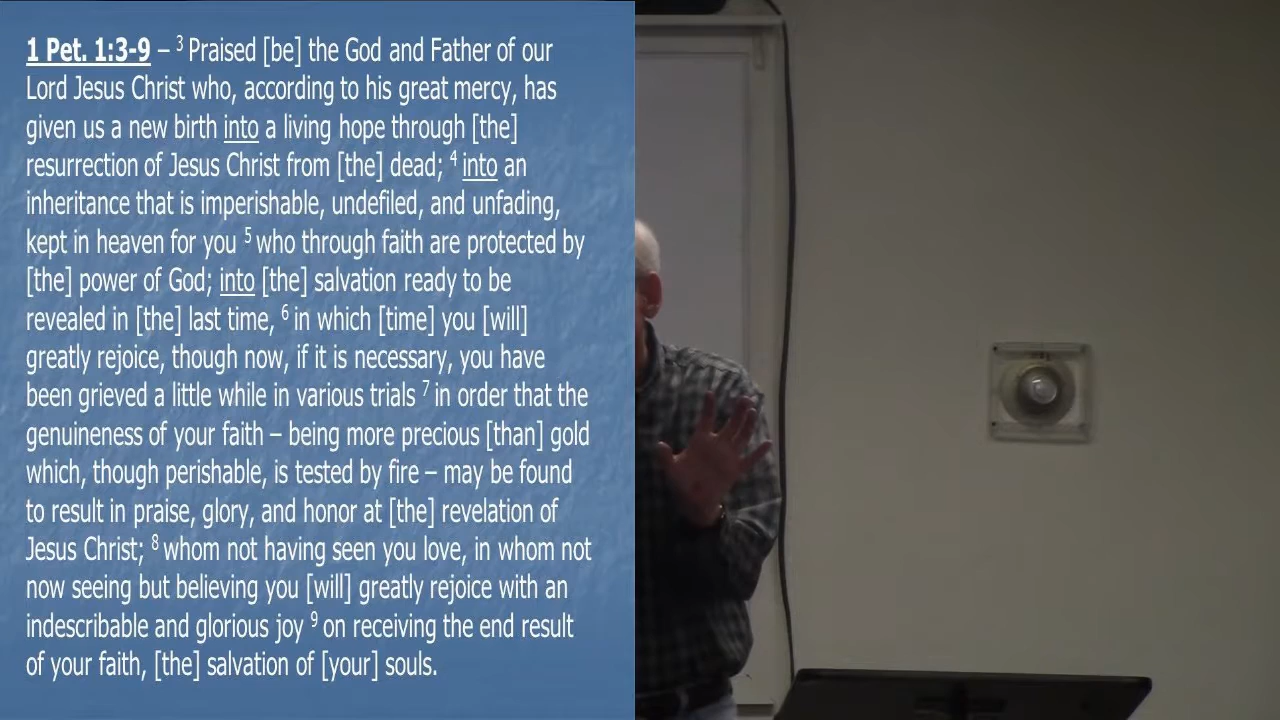 1 Pet. 1:3-9 – ³ Praised [be] the God and Father of our
Lord Jesus Christ who, according to his great mercy, has
given us a new birth into a living hope through [the]
resurrection of Jesus Christ from [the] dead; ⁴ into an
inheritance that is imperishable, undefiled, and unfading,
kept in heaven for you ⁵ who through faith are protected by
[the] power of God; into [the] salvation ready to be
revealed in [the] last time, ⁶ in which [time] you [will]
greatly rejoice, though now, if it is necessary, you have
been grieved a little while in various trials ⁷ in order that the
genuineness of your faith – being more precious [than] gold
which, though perishable, is tested by fire – may be found
to result in praise, glory, and honor at [the] revelation of
Jesus Christ; ⁸ whom not having seen you love, in whom not
now seeing but believing you [will] greatly rejoice with an
indescribable and glorious joy ⁹ on receiving the end result
of your faith, [the] salvation of [your] souls.